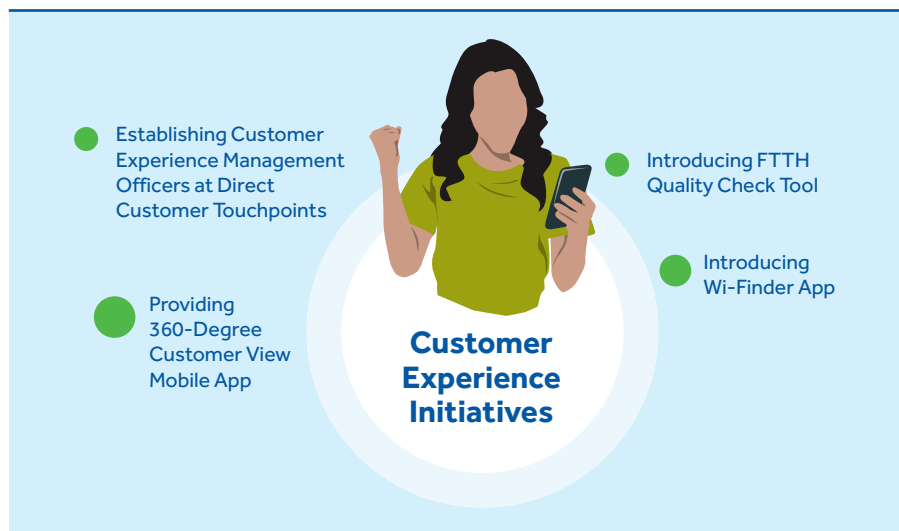 Establishing Customer
Experience Management
Officers at Direct
Customer Touchpoints
Introducing FTTH
Quality Check Tool
Introducing
Wi-Finder App
Providing
360-Degree
Customer View
Mobile App
Customer
Experience
Initiatives